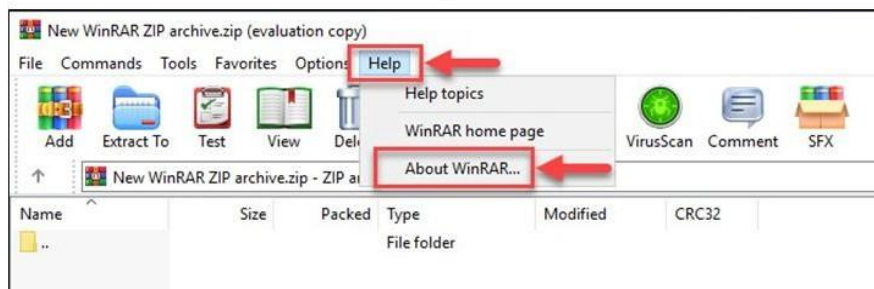 New WinRAR ZIP archive.zip (evaluation copy)
File Commands Tools Favorites Options Help
Help topics
WinRAR home page
About WinRAR...
Add Extract To Test View VirusScan Comment SFX
New WinRAR ZIP archive.zip - ZIP
Name Size Packed Type Modified CRC32
.. File folder